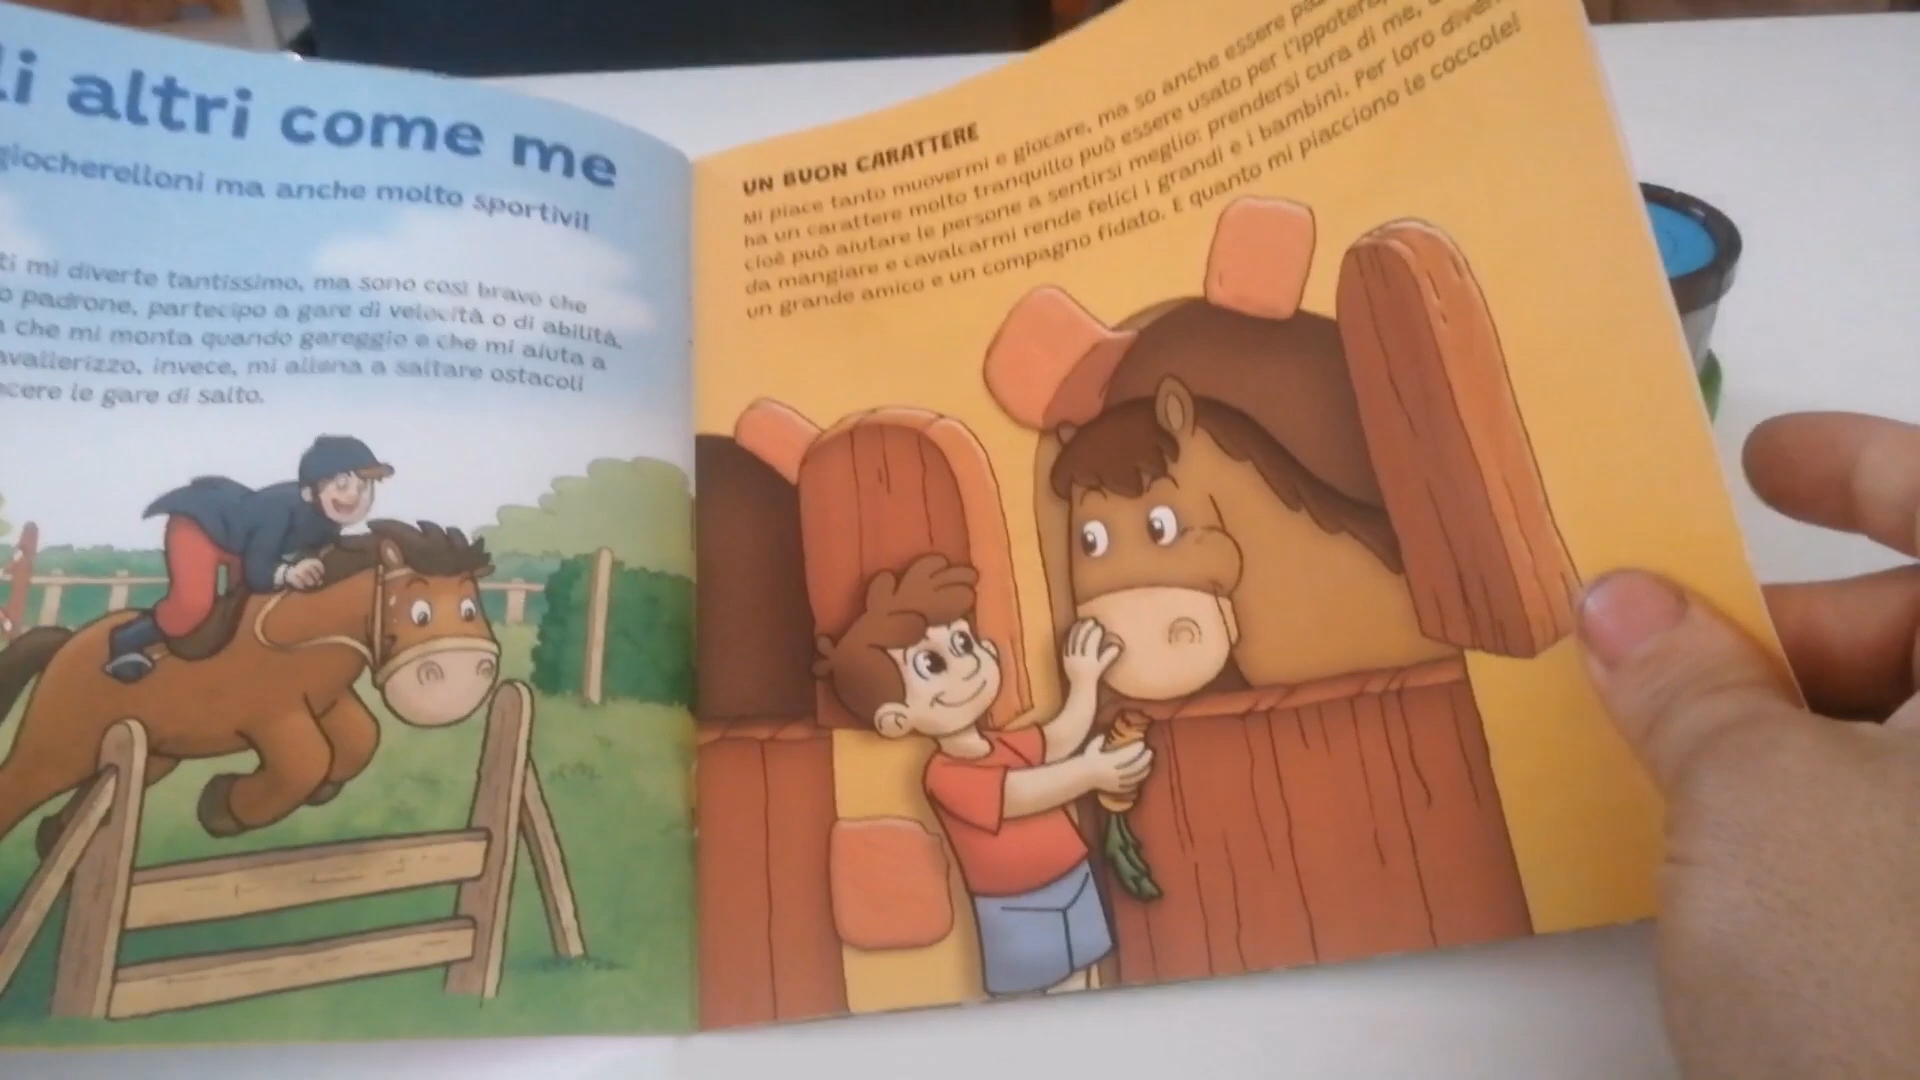 li altri come me
giocherelloni ma anche molto sportivi!
ti mi diverte tantissimo, ma sono così bravo che
o padrone, partecipo a gare di velocità o di abilità.
a che mi monta quando gareggio e che mi aiuta a
avallerizzo, invece, mi allena a saltare ostacoli
cere le gare di salto.
UN BUON CARATTERE
Mi piace tanto muovermi e giocare, ma so anche essere
ha un carattere molto tranquillo può essere usato per l'ippotera
cioè può aiutare le persone a sentirsi meglio: prendersi cura di me,
da mangiare e cavalcarmi rende felici i grandi e i bambini. Per loro diven
un grande amico e un compagno fidato. E quanto mi piacciono le coccole!